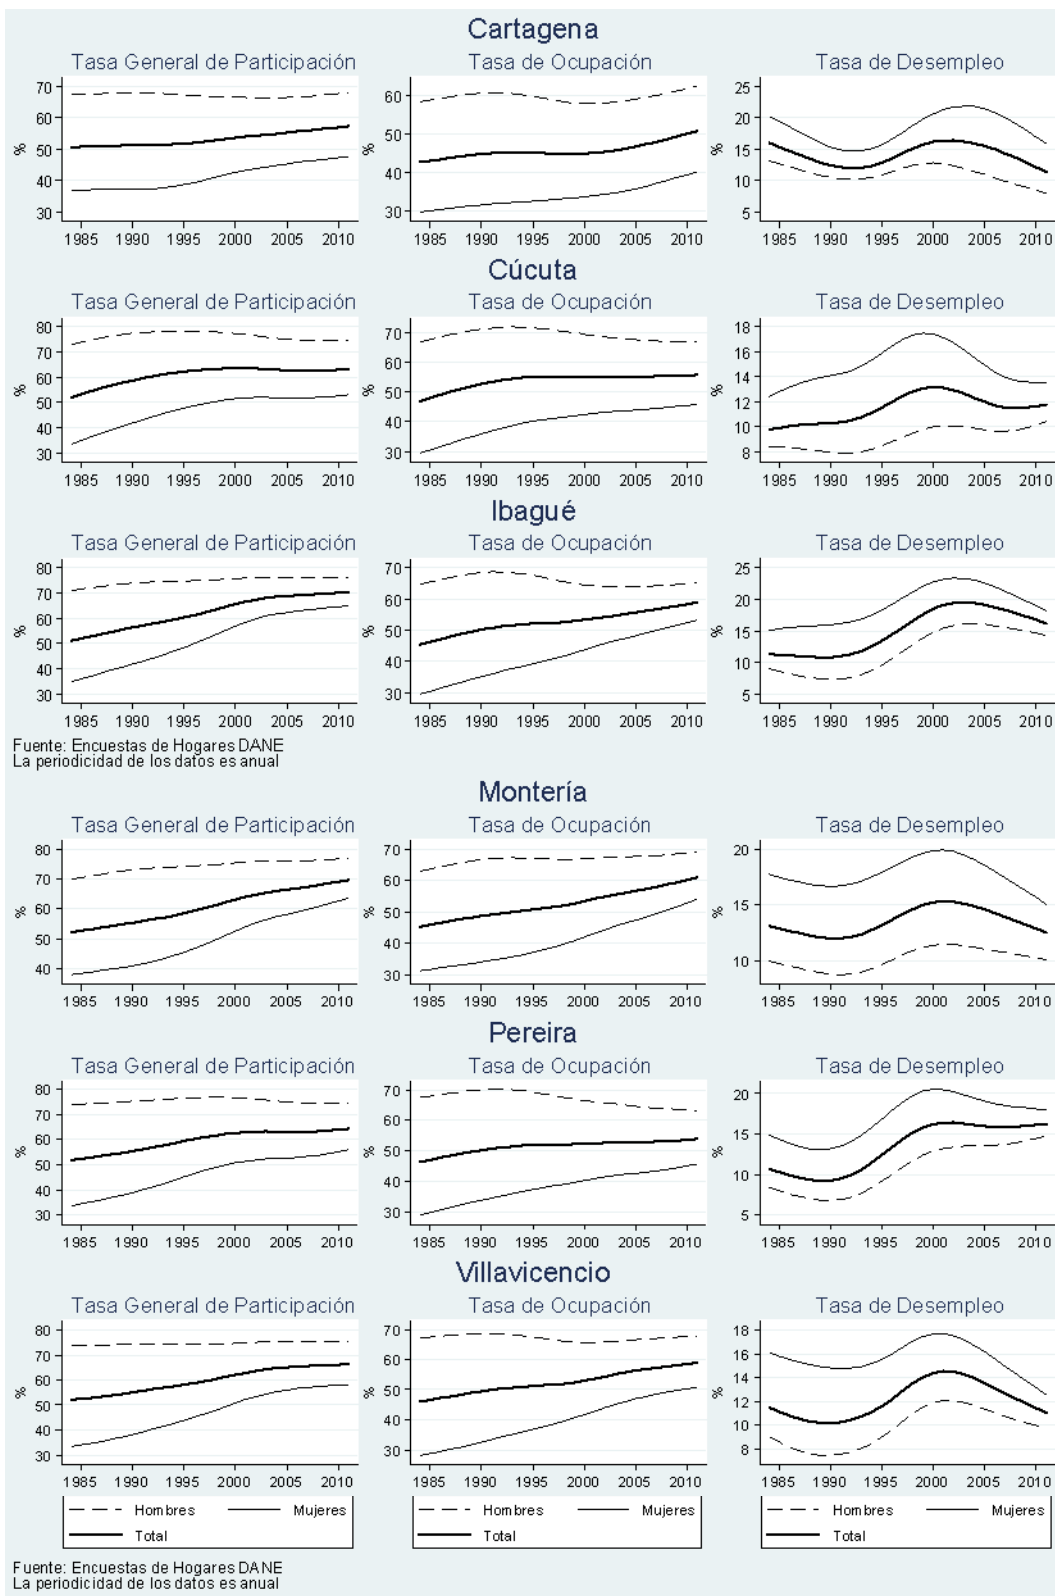 Cartagena
Tasa General de Participación Tasa de Ocupación Tasa de Desempleo
70 60 50 40 30 %
60 50 40 30 %
25 20 15 10 5 %
1985 1990 1995 2000 2005 2010 1985 1990 1995 2000 2005 2010 1985 1990 1995 2000 2005 2010
Cúcuta
Tasa General de Participación Tasa de Ocupación Tasa de Desempleo
80 70 60 50 40 30 %
70 60 50 40 30 %
18 16 14 12 10 8 %
1985 1990 1995 2000 2005 2010 1985 1990 1995 2000 2005 2010 1985 1990 1995 2000 2005 2010
Ibagué
Tasa General de Participación Tasa de Ocupación Tasa de Desempleo
80 70 60 50 40 30 %
70 60 50 40 30 %
25 20 15 10 5 %
1985 1990 1995 2000 2005 2010 1985 1990 1995 2000 2005 2010 1985 1990 1995 2000 2005 2010
Fuente: Encuestas de Hogares DANE
La periodicidad de los datos es anual
Montería
Tasa General de Participación Tasa de Ocupación Tasa de Desempleo
80 70 60 50 40 %
70 60 50 40 30 %
20 15 10 %
1985 1990 1995 2000 2005 2010 1985 1990 1995 2000 2005 2010 1985 1990 1995 2000 2005 2010
Pereira
Tasa General de Participación Tasa de Ocupación Tasa de Desempleo
80 70 60 50 40 30 %
70 60 50 40 30 %
20 15 10 5 %
1985 1990 1995 2000 2005 2010 1985 1990 1995 2000 2005 2010 1985 1990 1995 2000 2005 2010
Villavicencio
Tasa General de Participación Tasa de Ocupación Tasa de Desempleo
80 70 60 50 40 30 %
70 60 50 40 30 %
18 16 14 12 10 8 %
1985 1990 1995 2000 2005 2010 1985 1990 1995 2000 2005 2010 1985 1990 1995 2000 2005 2010
Hombres Mujeres Hombres Mujeres Hombres Mujeres
Total Total Total
Fuente: Encuestas de Hogares DANE
La periodicidad de los datos es anual